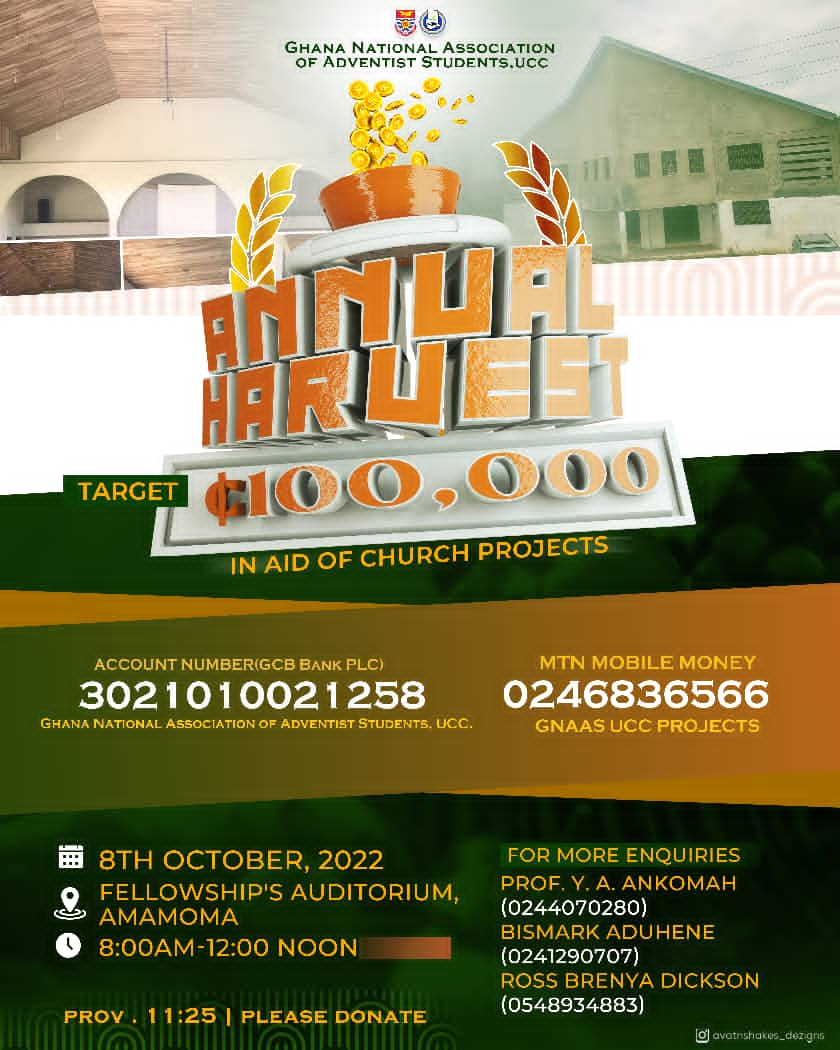 GHANA NATIONAL ASSOCIATION
OF ADVENTIST STUDENTS,UCC
ANNUAL
HARVEST
TARGET
₵100,000
IN AID OF CHURCH PROJECTS
ACCOUNT NUMBER(GCB BANK PLC)
3021010021258
GHANA NATIONAL ASSOCIATION OF ADVENTIST STUDENTS, UCC.
MTN MOBILE MONEY
0246836566
GNAAS UCC PROJECTS
8TH OCTOBER, 2022
FELLOWSHIP'S AUDITORIUM,
AMAMOMA
8:00AM-12:00 NOON
PROV . 11:25 | PLEASE DONATE
FOR MORE ENQUIRIES
PROF. Y. A. ANKOMAH
(0244070280)
BISMARK ADUHENE
(0241290707)
ROSS BRENYA DICKSON
(0548934883)
avatnshakes_dezigns